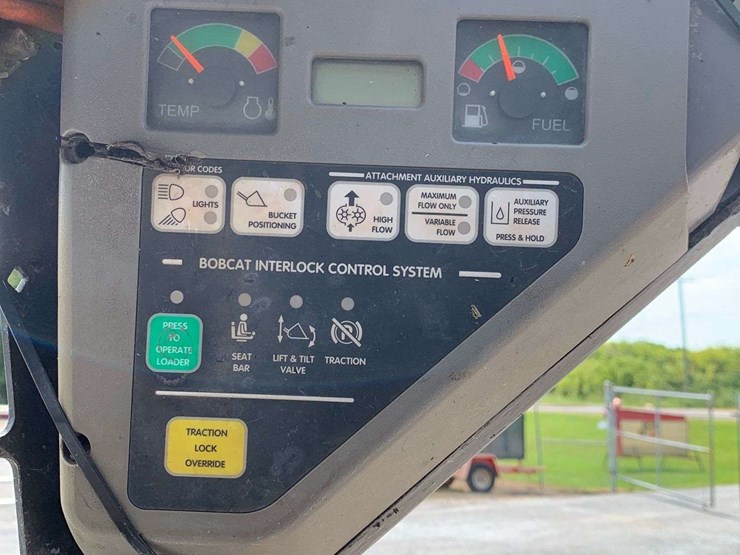 TEMP
FUEL
OR CODES
ATTACHMENT AUXILIARY HYDRAULICS
LIGHTS
BUCKET
POSITIONING
HIGH
FLOW
MAXIMUM
FLOW ONLY
VARIABLE
FLOW
AUXILIARY
PRESSURE
RELEASE
PRESS & HOLD
BOBCAT INTERLOCK CONTROL SYSTEM
PRESS
TO
OPERATE
LOADER
SEAT
BAR
LIFT & TILT
VALVE
TRACTION
TRACTION
LOCK
OVERRIDE